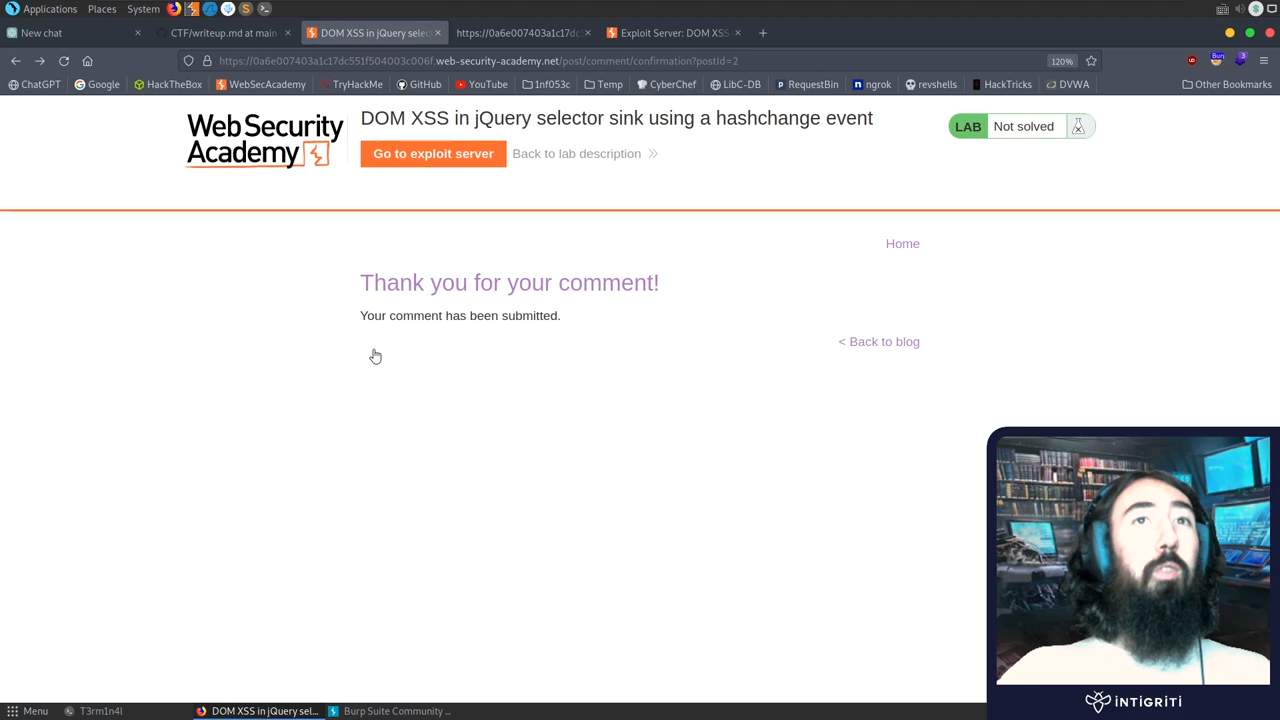 Applications Places System
New chat
CTF/writeup.md at main
DOM XSS in jQuery select
https://0a6e007403a1c17dc
Exploit Server: DOM XSS
https://0a6e007403a1c17dc551f504003c006f.web-security-academy.net/post/comment/confirmation?postId=2
120%
Burp
3
ChatGPT
Google
HackTheBox
WebSecAcademy
TryHackMe
GitHub
YouTube
1nf053c
Temp
CyberChef
LibC-DB
RequestBin
ngrok
revshells
HackTricks
DVWA
Other Bookmarks
WebSecurity
Academy
DOM XSS in jQuery selector sink using a hashchange event
Go to exploit server
Back to lab description
LAB Not solved
Home
Thank you for your comment!
Your comment has been submitted.
< Back to blog
INTIGRITI
Menu
T3rm1n4l
DOM XSS in jQuery sel...
Burp Suite Community ...